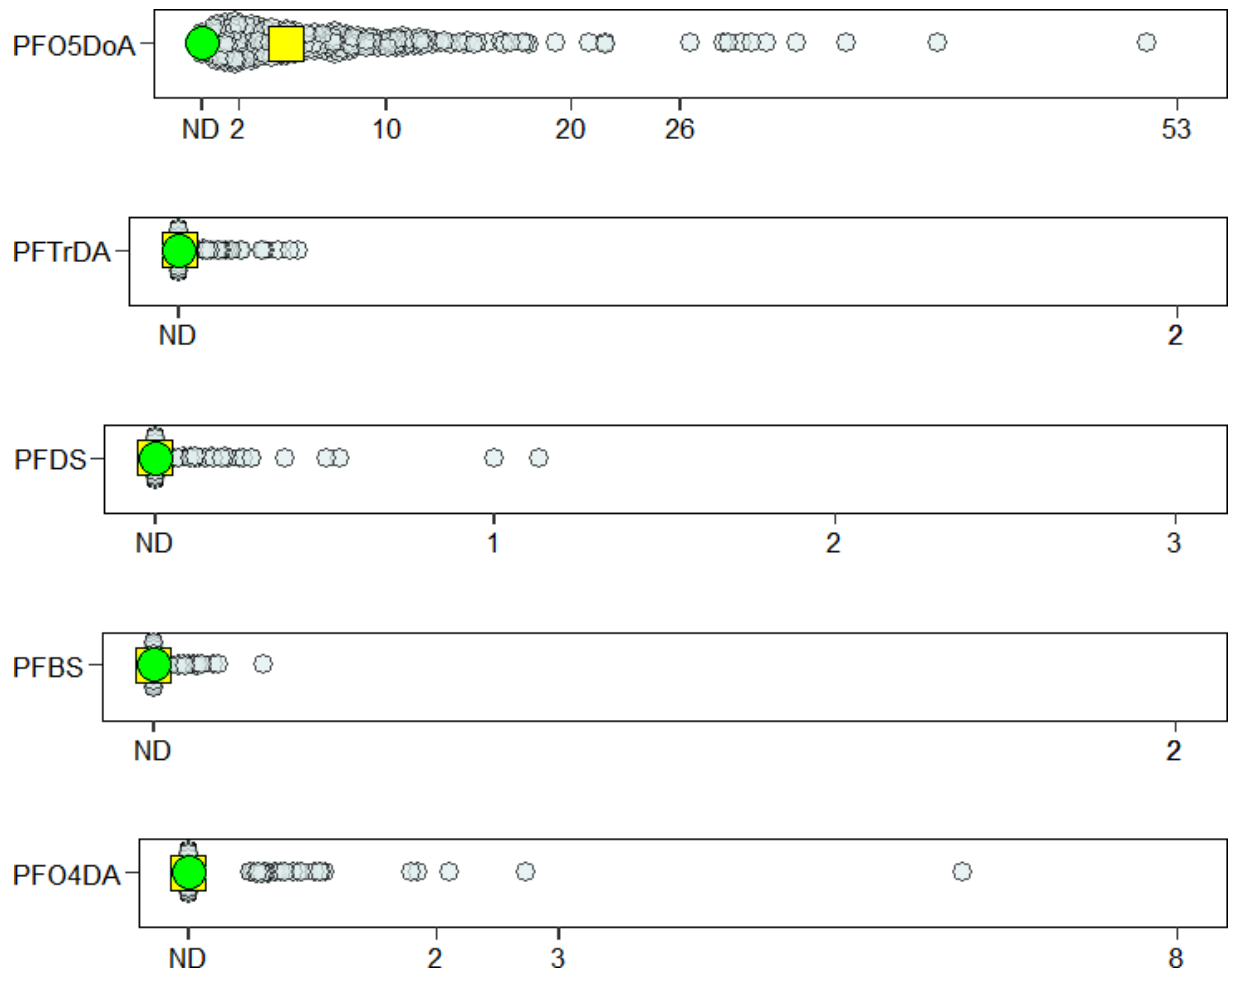 PFO5DoA
ND 2 10 20 26 53
PFTrDA
ND 2
PFDS
ND 1 2 3
PFBS
ND 2
PFO4DA
ND 2 3 8